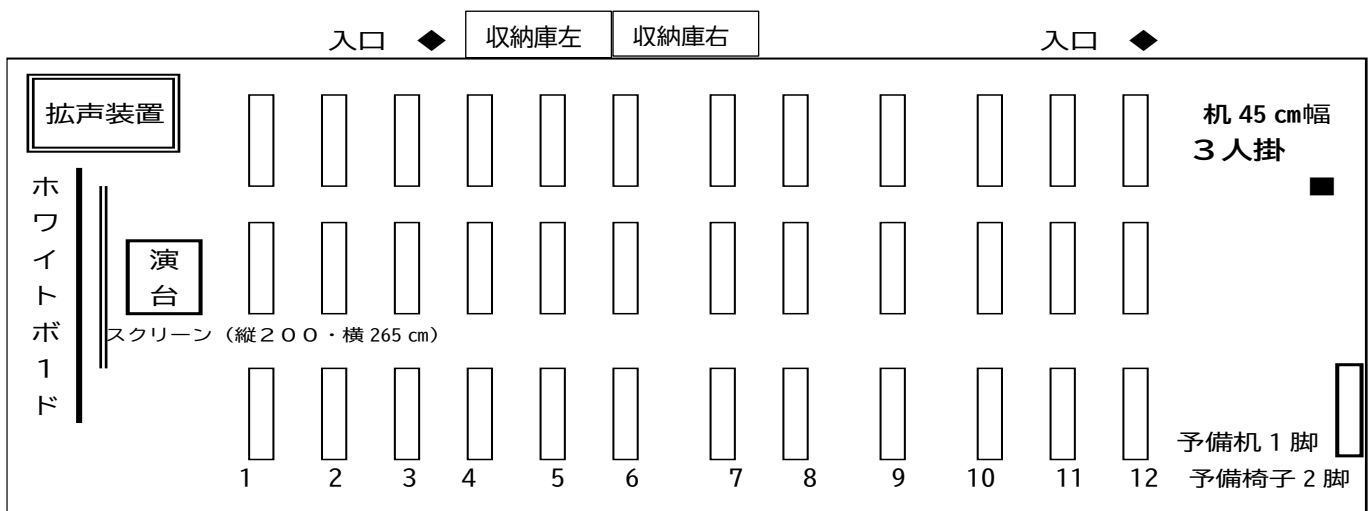 入口 ◆ 収納庫左 収納庫右 入口 ◆
拡声装置
机 45 cm幅
３人掛
■
ホワイトボード
演台
スクリーン（縦２００・横 265 cm）
予備机 1 脚
1 2 3 4 5 6 7 8 9 10 11 12 予備椅子 2 脚